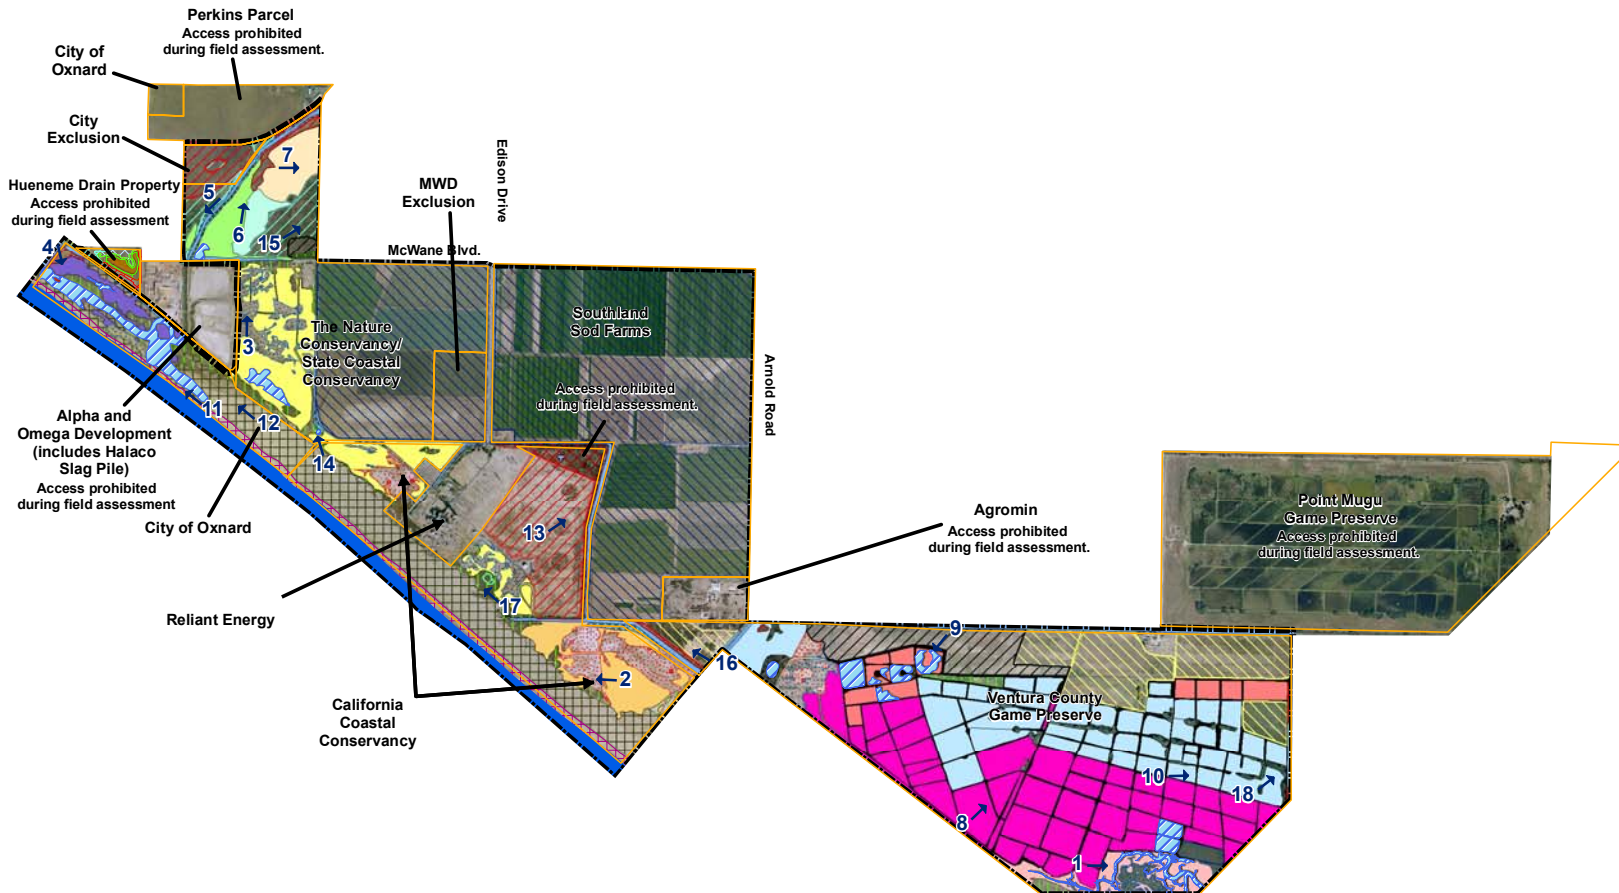 Perkins Parcel
Access prohibited
during field assessment.
City of
Oxnard
City
Exclusion
Hueneme Drain Property
Access prohibited
during field assessment
MWD
Exclusion
Edison Drive
McWane Blvd.
7
5
6
15
4
3
The Nature
Conservancy/
State Coastal
Conservancy
Southland
Sod Farms
Access prohibited
during field assessment.
Arnold Road
11
12
14
Alpha and
Omega Development
(includes Halaco
Slag Pile)
Access prohibited
during field assessment
City of Oxnard
13
Agromin
Access prohibited
during field assessment.
Point Mugu
Game Preserve
Access prohibited
during field assessment.
Reliant Energy
17
9
16
2
California
Coastal
Conservancy
Ventura County
Game Preserve
10
18
8
1